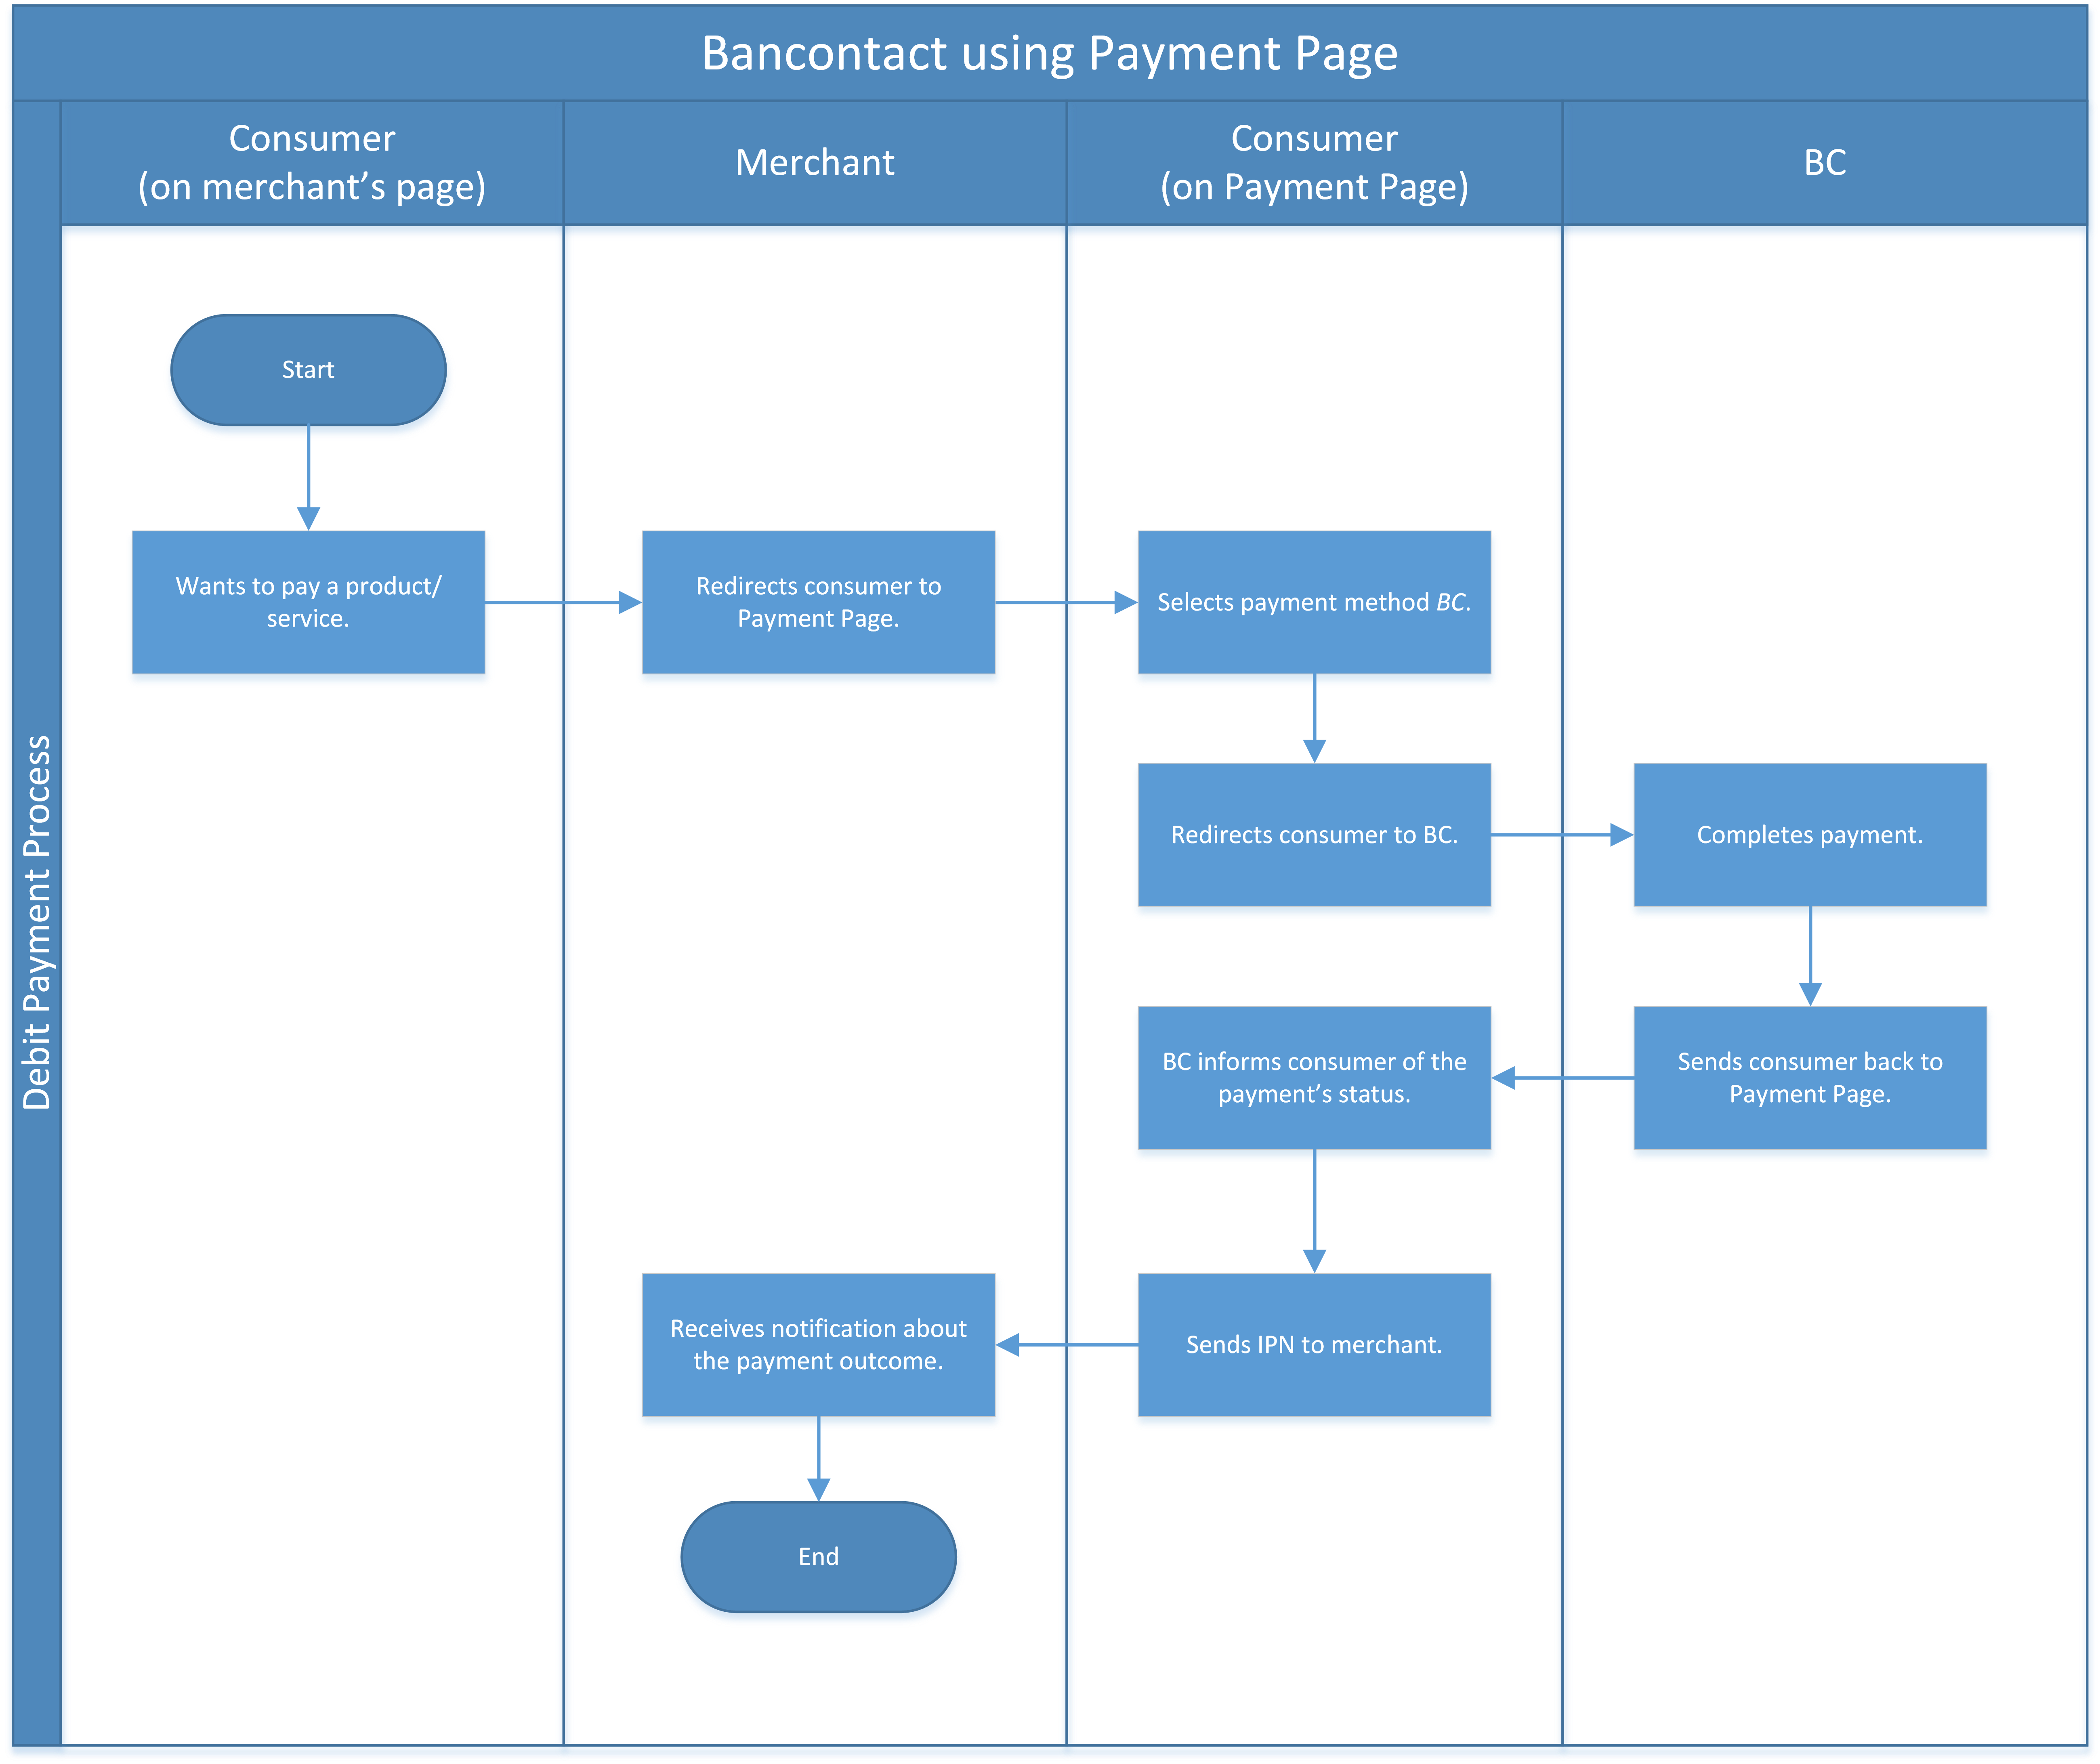 Bancontact using Payment Page
Debit Payment Process
Consumer
(on merchant’s page)
Merchant
Consumer
(on Payment Page)
BC
Start
Wants to pay a product/
service.
Redirects consumer to
Payment Page.
Selects payment method BC.
Redirects consumer to BC.
Completes payment.
BC informs consumer of the
payment’s status.
Sends consumer back to
Payment Page.
Receives notification about
the payment outcome.
Sends IPN to merchant.
End